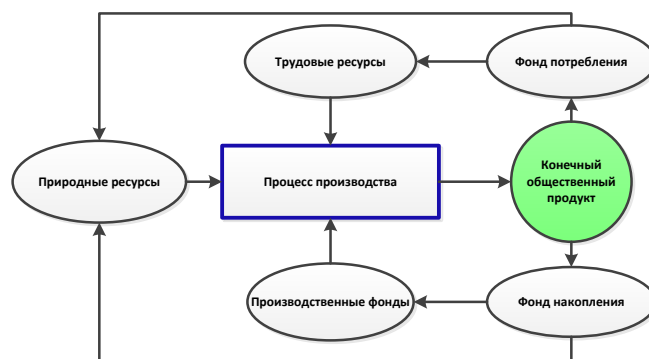 Трудовые ресурсы
Фонд потребления
Природные ресурсы
Процесс производства
Конечный
общественный
продукт
Производственные фонды
Фонд накопления